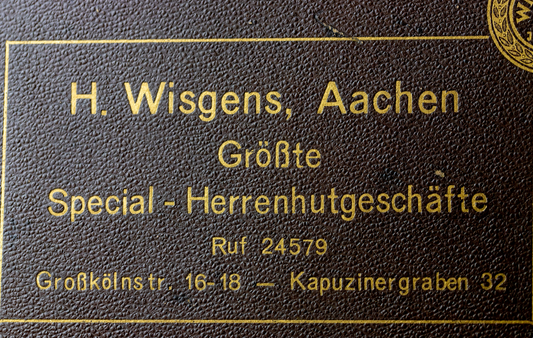 H. Wisgens, Aachen
Größte
Special - Herrenhutgeschäfte
Ruf 24579
Großkölnstr. 16-18 — Kapuzinergraben 32